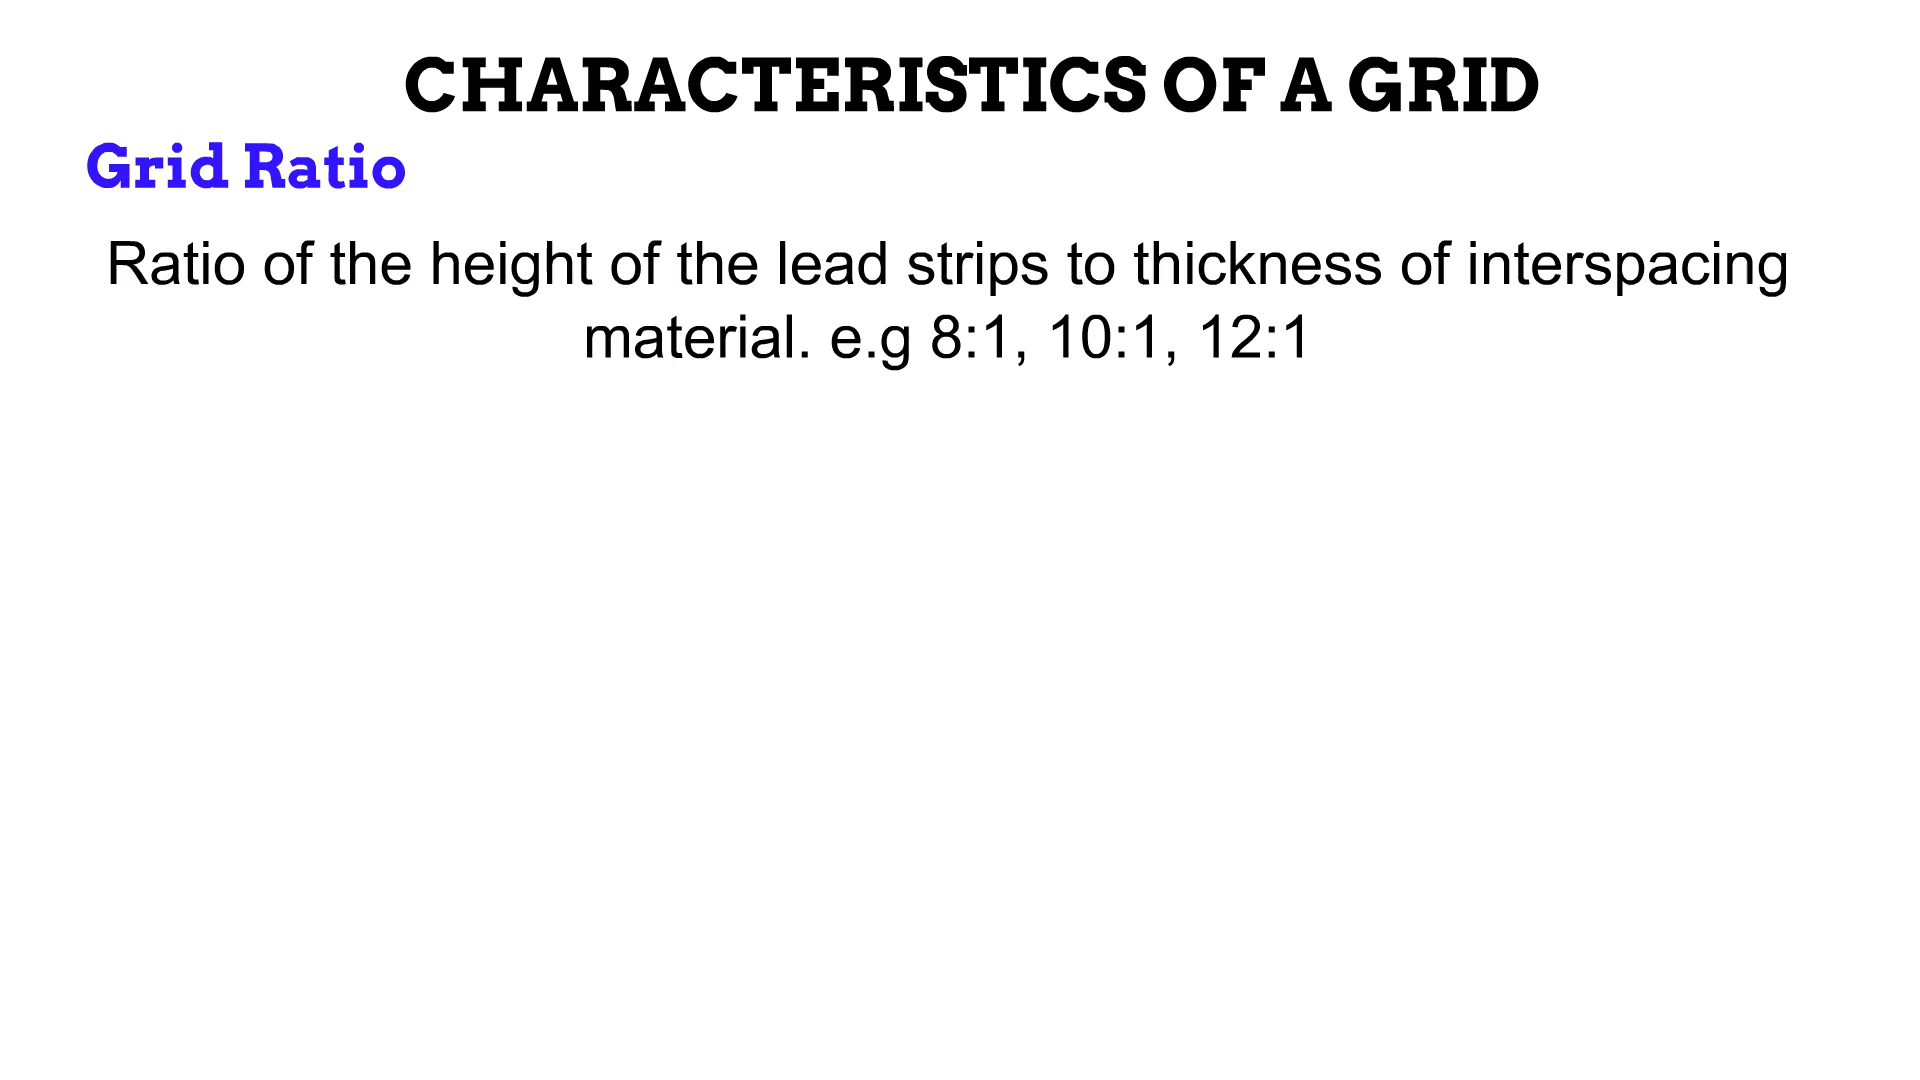 CHARACTERISTICS OF A GRID
Grid Ratio
Ratio of the height of the lead strips to thickness of interspacing
material. e.g 8:1, 10:1, 12:1